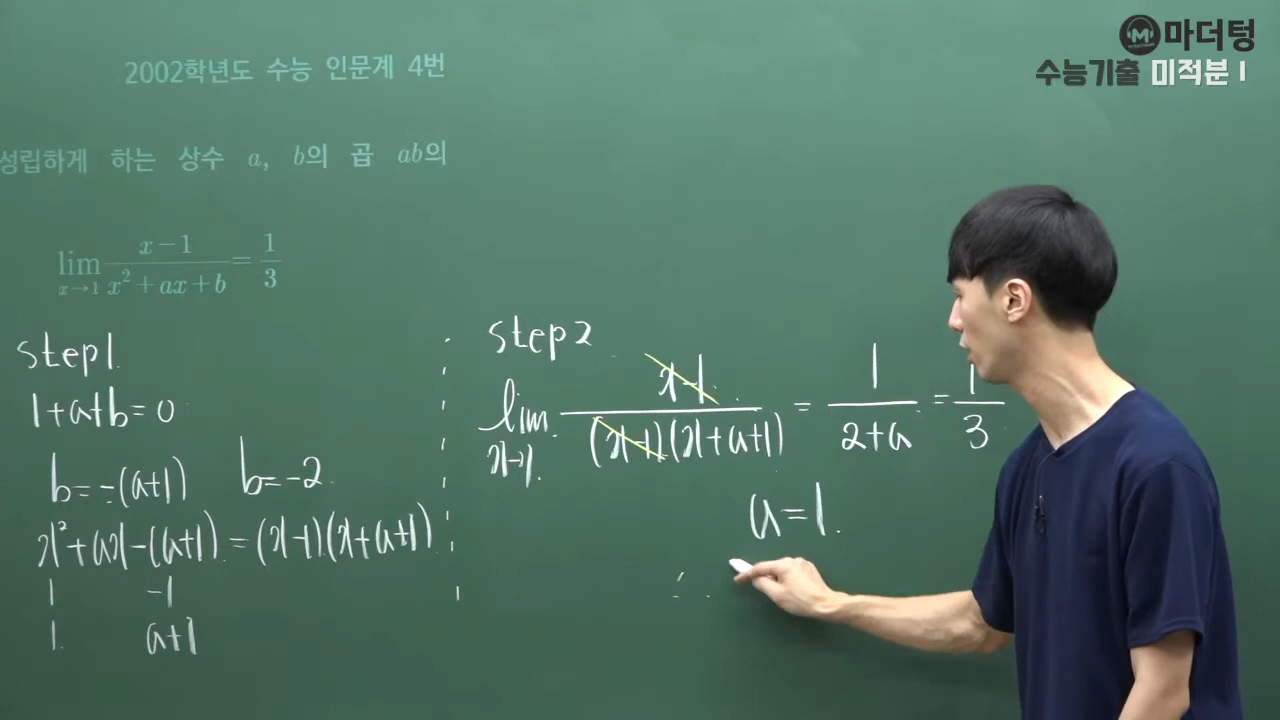 마더텅
수능기출 미적분 I
2002학년도 수능 인문계 4번
성립하게 하는 상수 a, b의 곱 ab의
lim x→1 (x-1)/(x²+ax+b) = 1/3
step1.
1+a+b=0
b=-(a+1) b=-2
x²+ax-(a+1)=(x-1)(x+a+1)
1 -1
1 a+1
step2
lim x→1 (x-1)/((x-1)(x+a+1)) = 1/(2+a) = 1/3
a=1.
∴